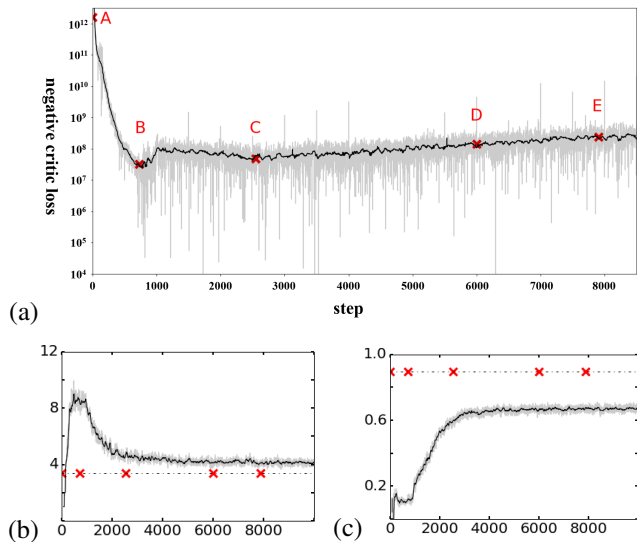 10¹²
10¹¹
10¹⁰
10⁹
10⁸
10⁷
10⁶
10⁵
10⁴
negative critic loss
A
B
C
D
E
0 1000 2000 3000 4000 5000 6000 7000 8000
step
(a)
12
8
4
0 2000 4000 6000 8000
(b)
1.0
0.6
0.2
0 2000 4000 6000 8000
(c)